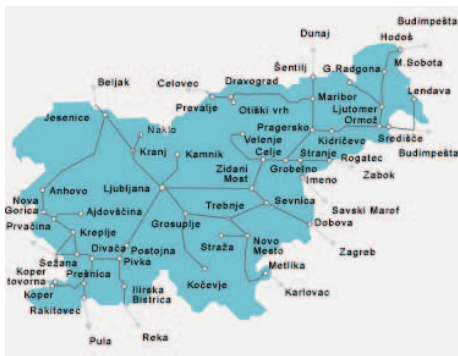 Budimpešta
Dunaj
Hodoš
Beljak
Celovec
Dravograd
Šentilj
G.Radgona
M.Sobota
Prevalje
Otiški vrh
Maribor
Lendava
Jesenice
Ljutomer
Ormož
Naklo
Velenje
Pragersko
Kidričevo
Središče
Kranj
Kamnik
Celje
Stranje
Rogatec
Budimpešta
Zidani
Most
Grobelno
Zabok
Anhovo
Ljubljana
Imeno
Nova
Gorica
Trebnje
Sevnica
Savski Marof
Ajdovščina
Grosuplje
Prvačina
Kreplje
Dobova
Straža
Novo
Mesto
Zagreb
Divača
Postojna
Sežana
Pivka
Koper
tovorna
Prešnica
Metlika
Koper
Ilirska
Bistrica
Kočevje
Karlovac
Rakitovec
Pula
Reka